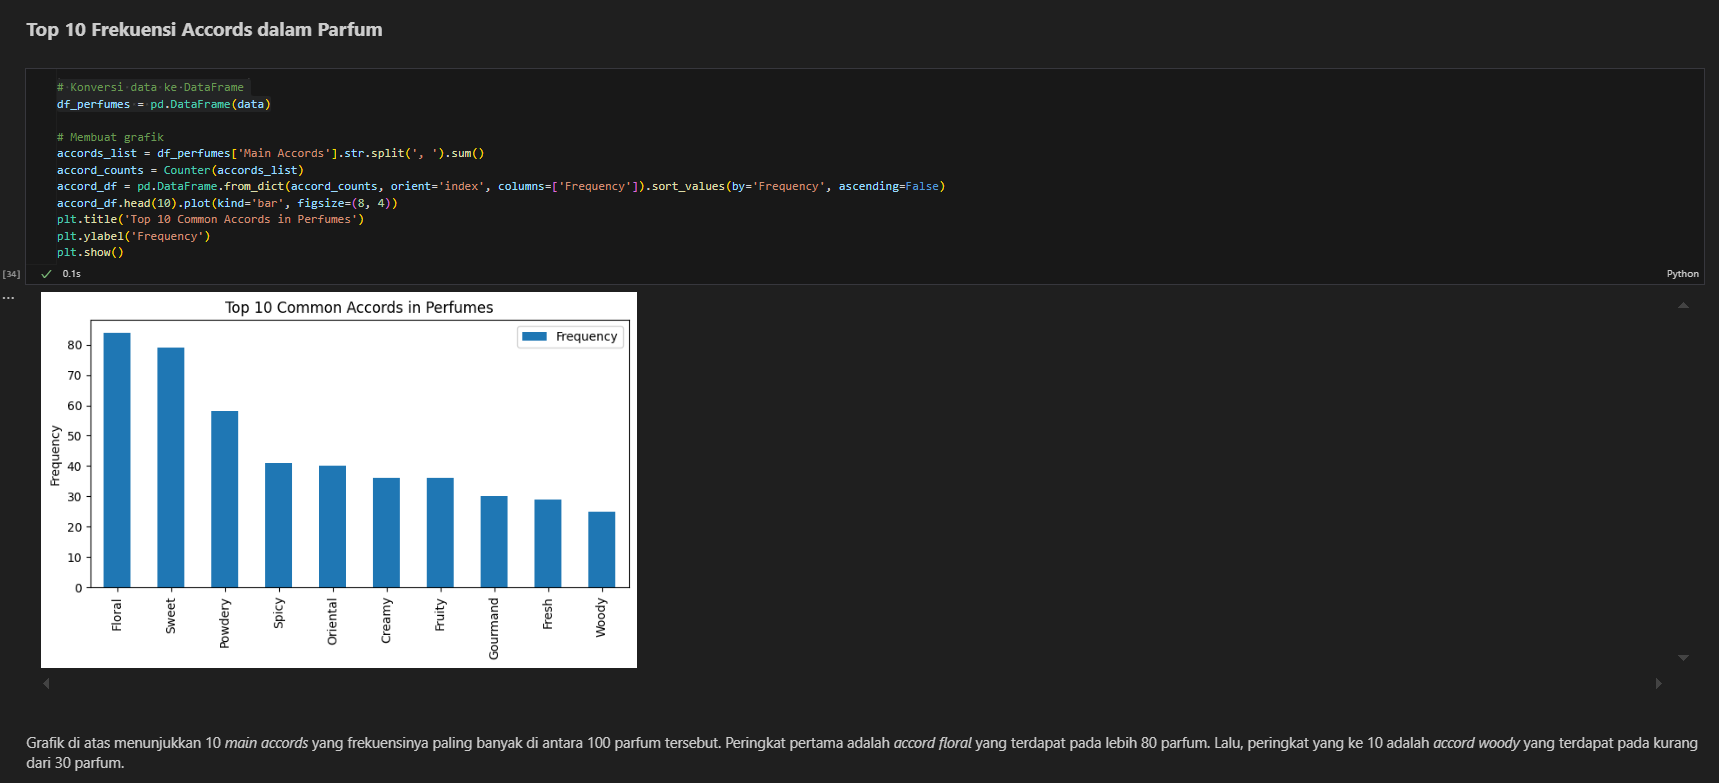 Top 10 Frekuensi Accords dalam Parfum
# Konversi data ke DataFrame
df_perfumes = pd.DataFrame(data)
# Membuat grafik
accords_list = df_perfumes['Main Accords'].str.split(', ').sum()
accord_counts = Counter(accords_list)
accord_df = pd.DataFrame.from_dict(accord_counts, orient='index', columns=['Frequency']).sort_values(by='Frequency', ascending=False)
accord_df.head(10).plot(kind='bar', figsize=(8, 4))
plt.title('Top 10 Common Accords in Perfumes')
plt.ylabel('Frequency')
plt.show()
[34]
0.1s
Python
...
Top 10 Common Accords in Perfumes
Frequency
80
70
60
50
40
30
20
10
0
Frequency
Floral
Sweet
Powdery
Spicy
Oriental
Creamy
Fruity
Gourmand
Fresh
Woody
Grafik di atas menunjukkan 10 main accords yang frekuensinya paling banyak di antara 100 parfum tersebut. Peringkat pertama adalah accord floral yang terdapat pada lebih 80 parfum. Lalu, peringkat yang ke 10 adalah accord woody yang terdapat pada kurang
dari 30 parfum.